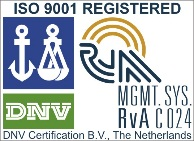 ISO 9001 REGISTERED
RvA
DNV
MGMT. SYS.
RvA C 024
DNV Certification B.V., The Netherlands